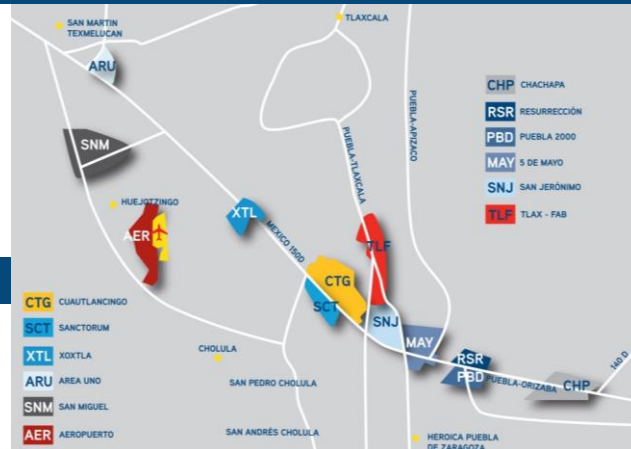 SAN MARTIN
TEXMELUCAN
TLAXCALA
ARU
PUEBLA-APIZACO
PUEBLA-TLAXCALA
SNM
HUEJOTZINGO
AER
XTL
MEXICO 150D
TLF
CTG
SCT
SNJ
MAY
RSR
PBD
PUEBLA-ORIZABA
CHP
140 D
CHOLULA
SAN PEDRO CHOLULA
SAN ANDRÉS CHOLULA
HEROICA PUEBLA
DE ZARAGOZA
CHP CHACHAPA
RSR RESURRECCIÓN
PBD PUEBLA 2000
MAY 5 DE MAYO
SNJ SAN JERÓNIMO
TLF TLAX - FAB
CTG CUAUTLANCINGO
SCT SANCTORUM
XTL XOXTLA
ARU AREA UNO
SNM SAN MIGUEL
AER AEROPUERTO